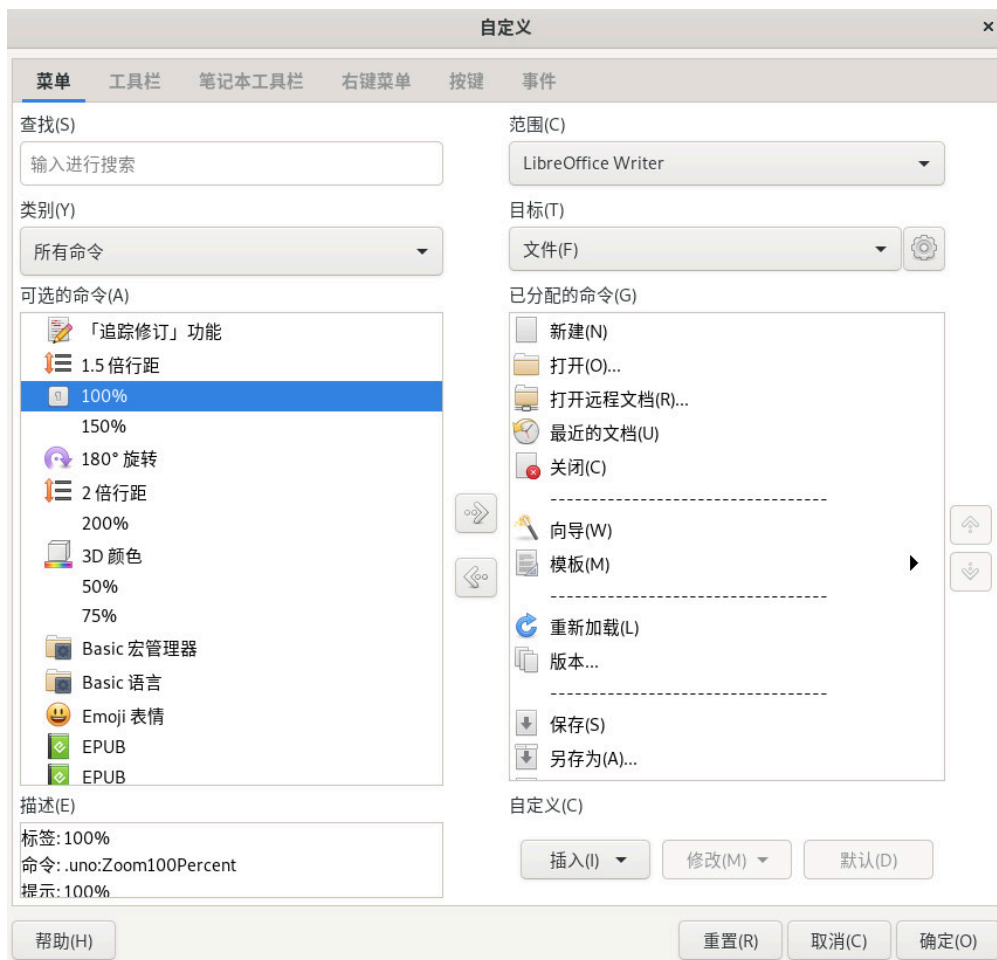 自定义
×
菜单 工具栏 笔记本工具栏 右键菜单 按键 事件
查找(S)
输入进行搜索
类别(Y)
所有命令
可选的命令(A)
「追踪修订」功能
1.5 倍行距
100%
150%
180° 旋转
2 倍行距
200%
3D 颜色
50%
75%
Basic 宏管理器
Basic 语言
Emoji 表情
EPUB
EPUB
描述(E)
标签: 100%
命令: .uno:Zoom100Percent
提示: 100%
范围(C)
LibreOffice Writer
目标(T)
文件(F)
已分配的命令(G)
新建(N)
打开(O)...
打开远程文档(R)...
最近的文档(U)
关闭(C)
----------------------------------
向导(W)
模板(M)
----------------------------------
重新加载(L)
版本...
----------------------------------
保存(S)
另存为(A)...
自定义(C)
插入(I) 修改(M) 默认(D)
帮助(H) 重置(R) 取消(C) 确定(O)